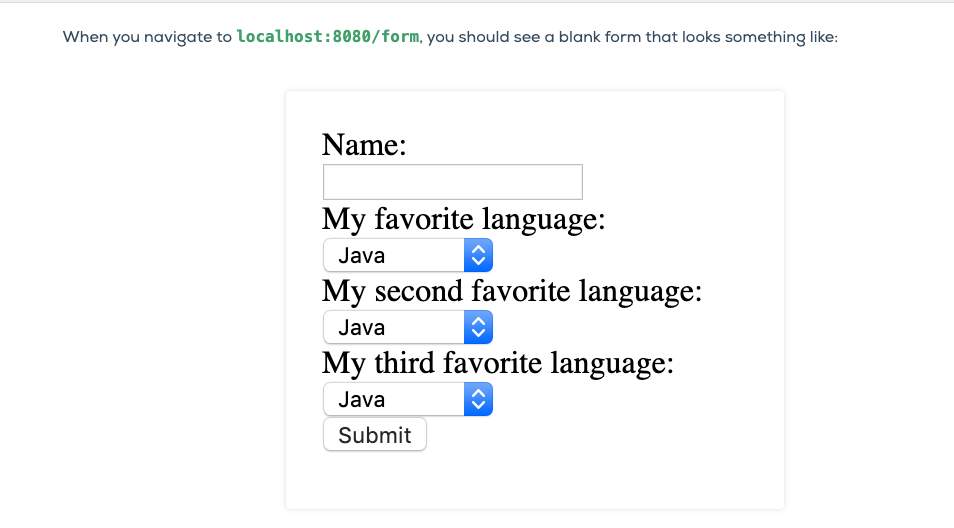 When you navigate to localhost:8080/form, you should see a blank form that looks something like:
Name:
My favorite language:
Java
My second favorite language:
Java
My third favorite language:
Java
Submit